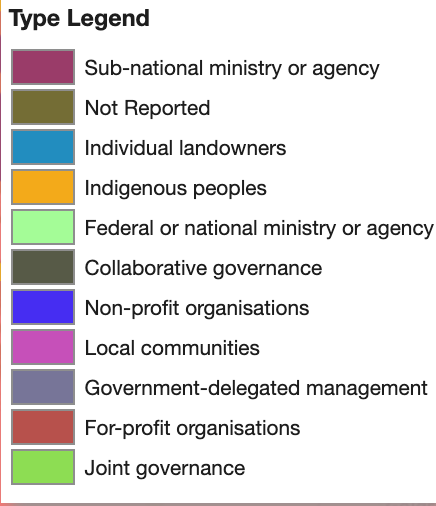 Type Legend
Sub-national ministry or agency
Not Reported
Individual landowners
Indigenous peoples
Federal or national ministry or agency
Collaborative governance
Non-profit organisations
Local communities
Government-delegated management
For-profit organisations
Joint governance